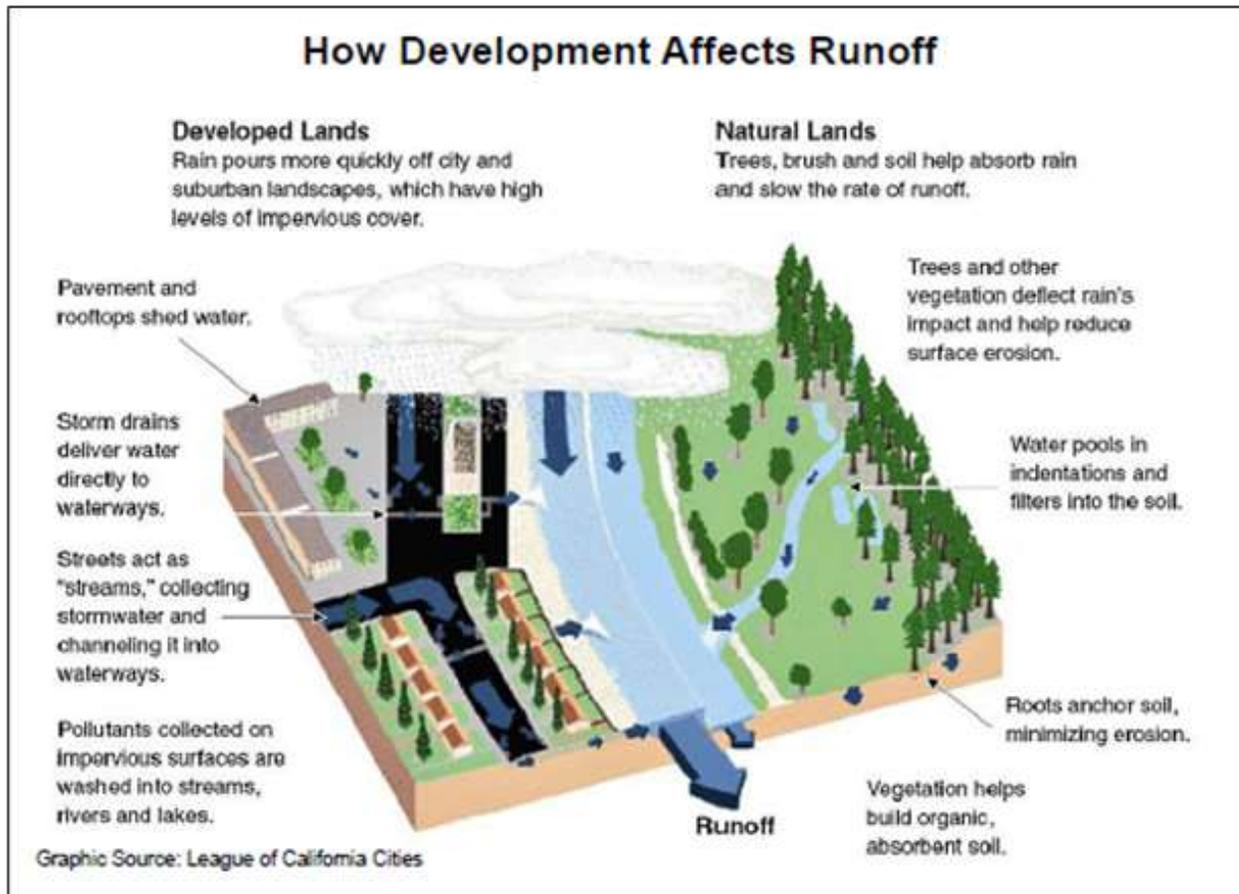 How Development Affects Runoff
Developed Lands
Rain pours more quickly off city and
suburban landscapes, which have high
levels of impervious cover.
Natural Lands
Trees, brush and soil help absorb rain
and slow the rate of runoff.
Pavement and
rooftops shed water.
Storm drains
deliver water
directly to
waterways.
Streets act as
“streams,” collecting
stormwater and
channeling it into
waterways.
Pollutants collected on
impervious surfaces are
washed into streams,
rivers and lakes.
Trees and other
vegetation deflect rain's
impact and help reduce
surface erosion.
Water pools in
indentations and
filters into the soil.
Roots anchor soil,
minimizing erosion.
Vegetation helps
build organic,
absorbent soil.
Runoff
Graphic Source: League of California Cities